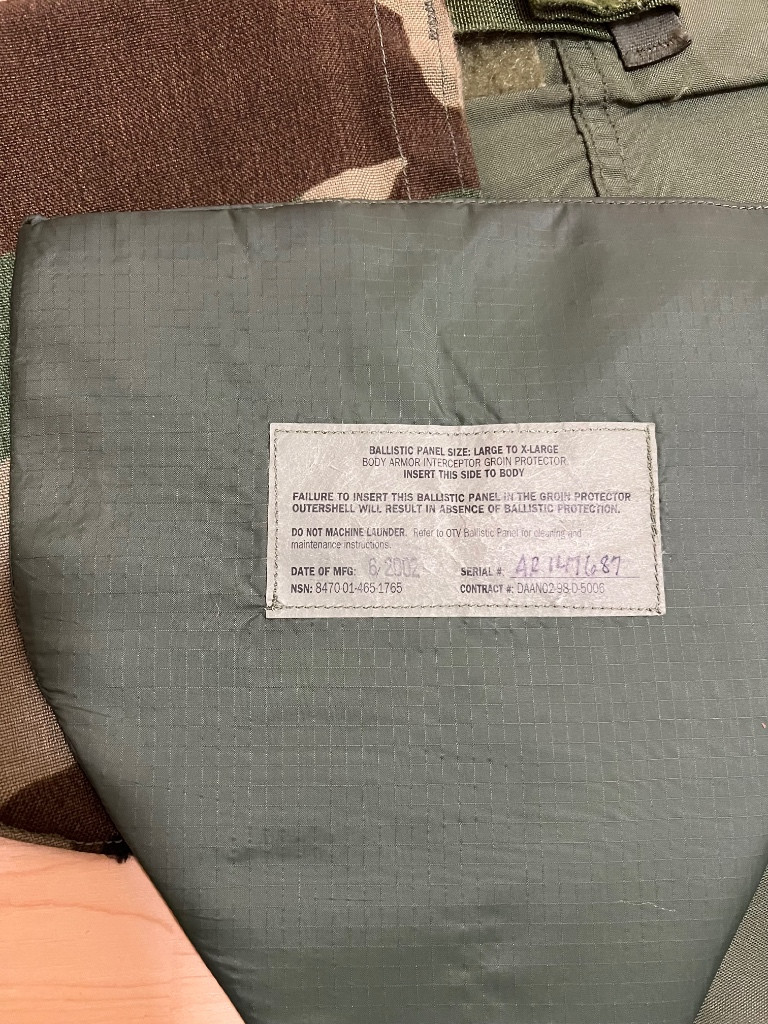 BALLISTIC PANEL SIZE: LARGE TO X-LARGE
BODY ARMOR INTERCEPTOR GROIN PROTECTOR
INSERT THIS SIDE TO BODY
FAILURE TO INSERT THIS BALLISTIC PANEL IN THE GROIN PROTECTOR
OUTERSHELL WILL RESULT IN ABSENCE OF BALLISTIC PROTECTION.
DO NOT MACHINE LAUNDER. Refer to OTV Ballistic Panel for cleaning and
maintenance instructions.
DATE OF MFG: 6/2002 SERIAL #: AR147687
NSN: 8470-01-465-1765 CONTRACT #: DAAN02-98-D-5006